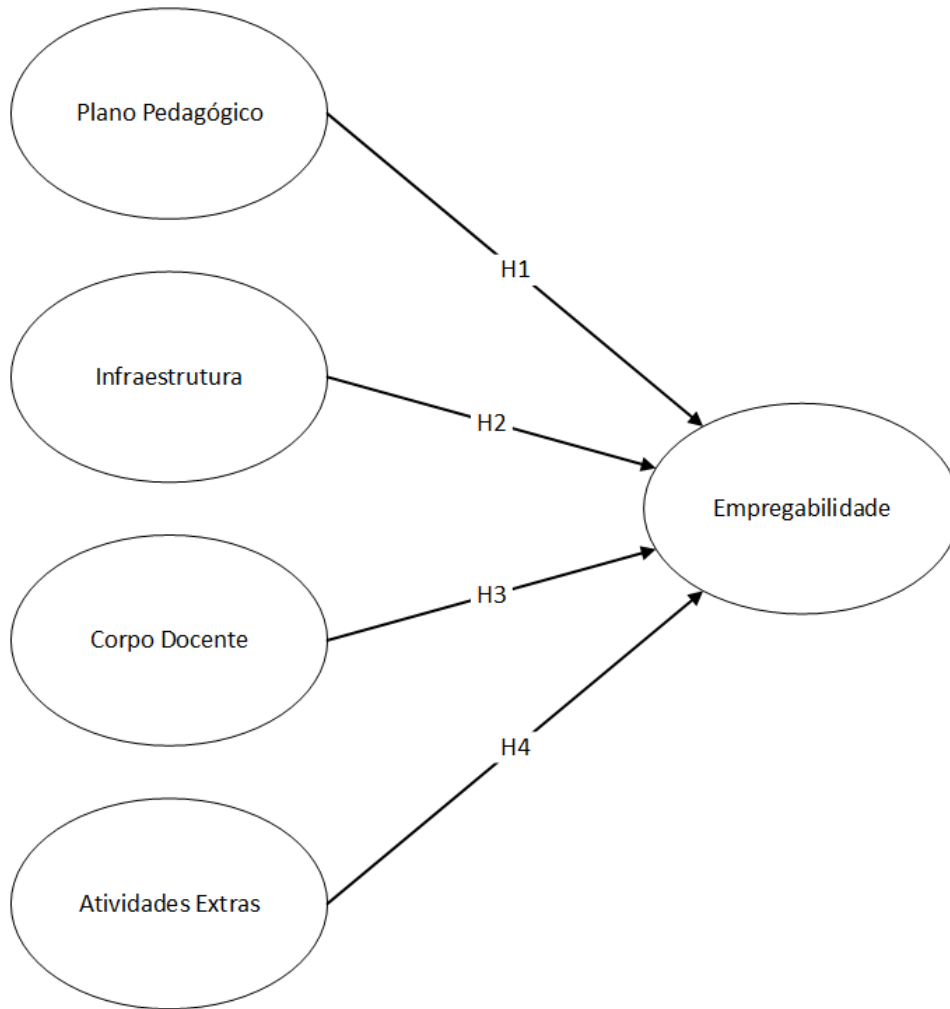 Plano Pedagógico
H1
Infraestrutura
H2
Empregabilidade
H3
Corpo Docente
H4
Atividades Extras